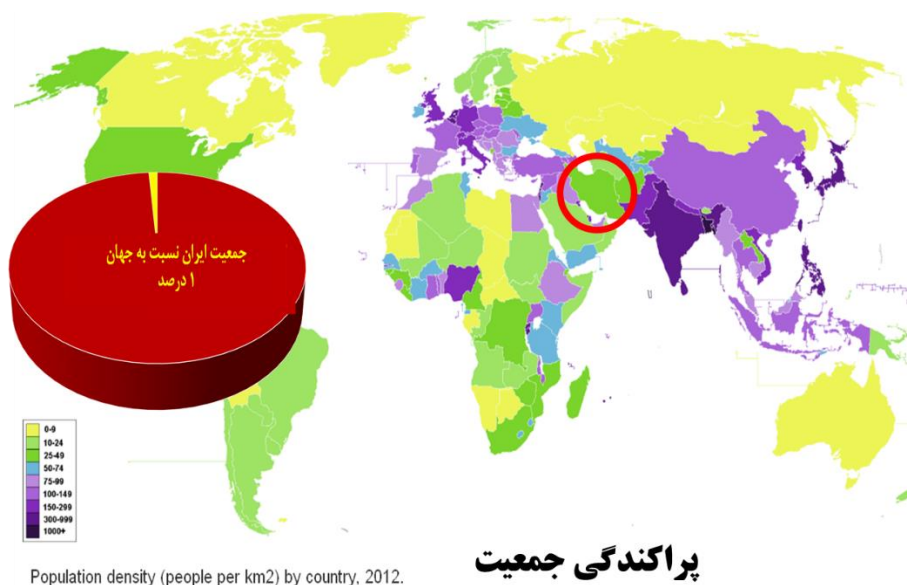 جمعیت ایران نسبت به جهان
۱ درصد
0-9
10-24
25-49
50-74
75-99
100-149
150-299
300-999
1000+
Population density (people per km2) by country, 2012.
پراکندگی جمعیت